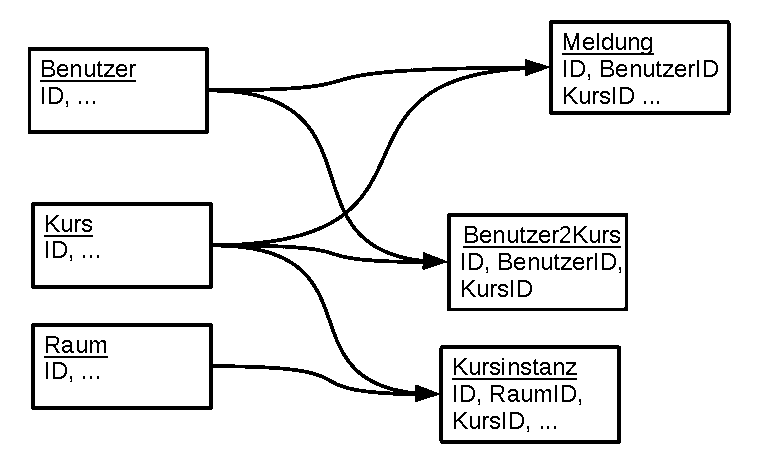 Benutzer
ID, ...
Kurs
ID, ...
Raum
ID, ...
Meldung
ID, BenutzerID
KursID ...
Benutzer2Kurs
ID, BenutzerID,
KursID
Kursinstanz
ID, RaumID,
KursID, ...